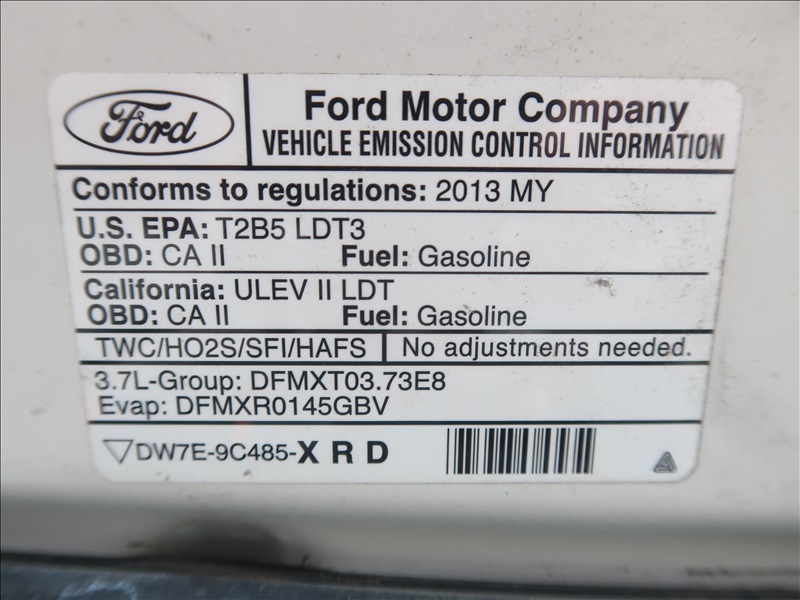 Ford
Ford Motor Company
VEHICLE EMISSION CONTROL INFORMATION
Conforms to regulations: 2013 MY
U.S. EPA: T2B5 LDT3
OBD: CA II Fuel: Gasoline
California: ULEV II LDT
OBD: CA II Fuel: Gasoline
TWC/HO2S/SFI/HAFS No adjustments needed.
3.7L-Group: DFMXT03.73E8
Evap: DFMXR0145GBV
DW7E-9C485-X R D